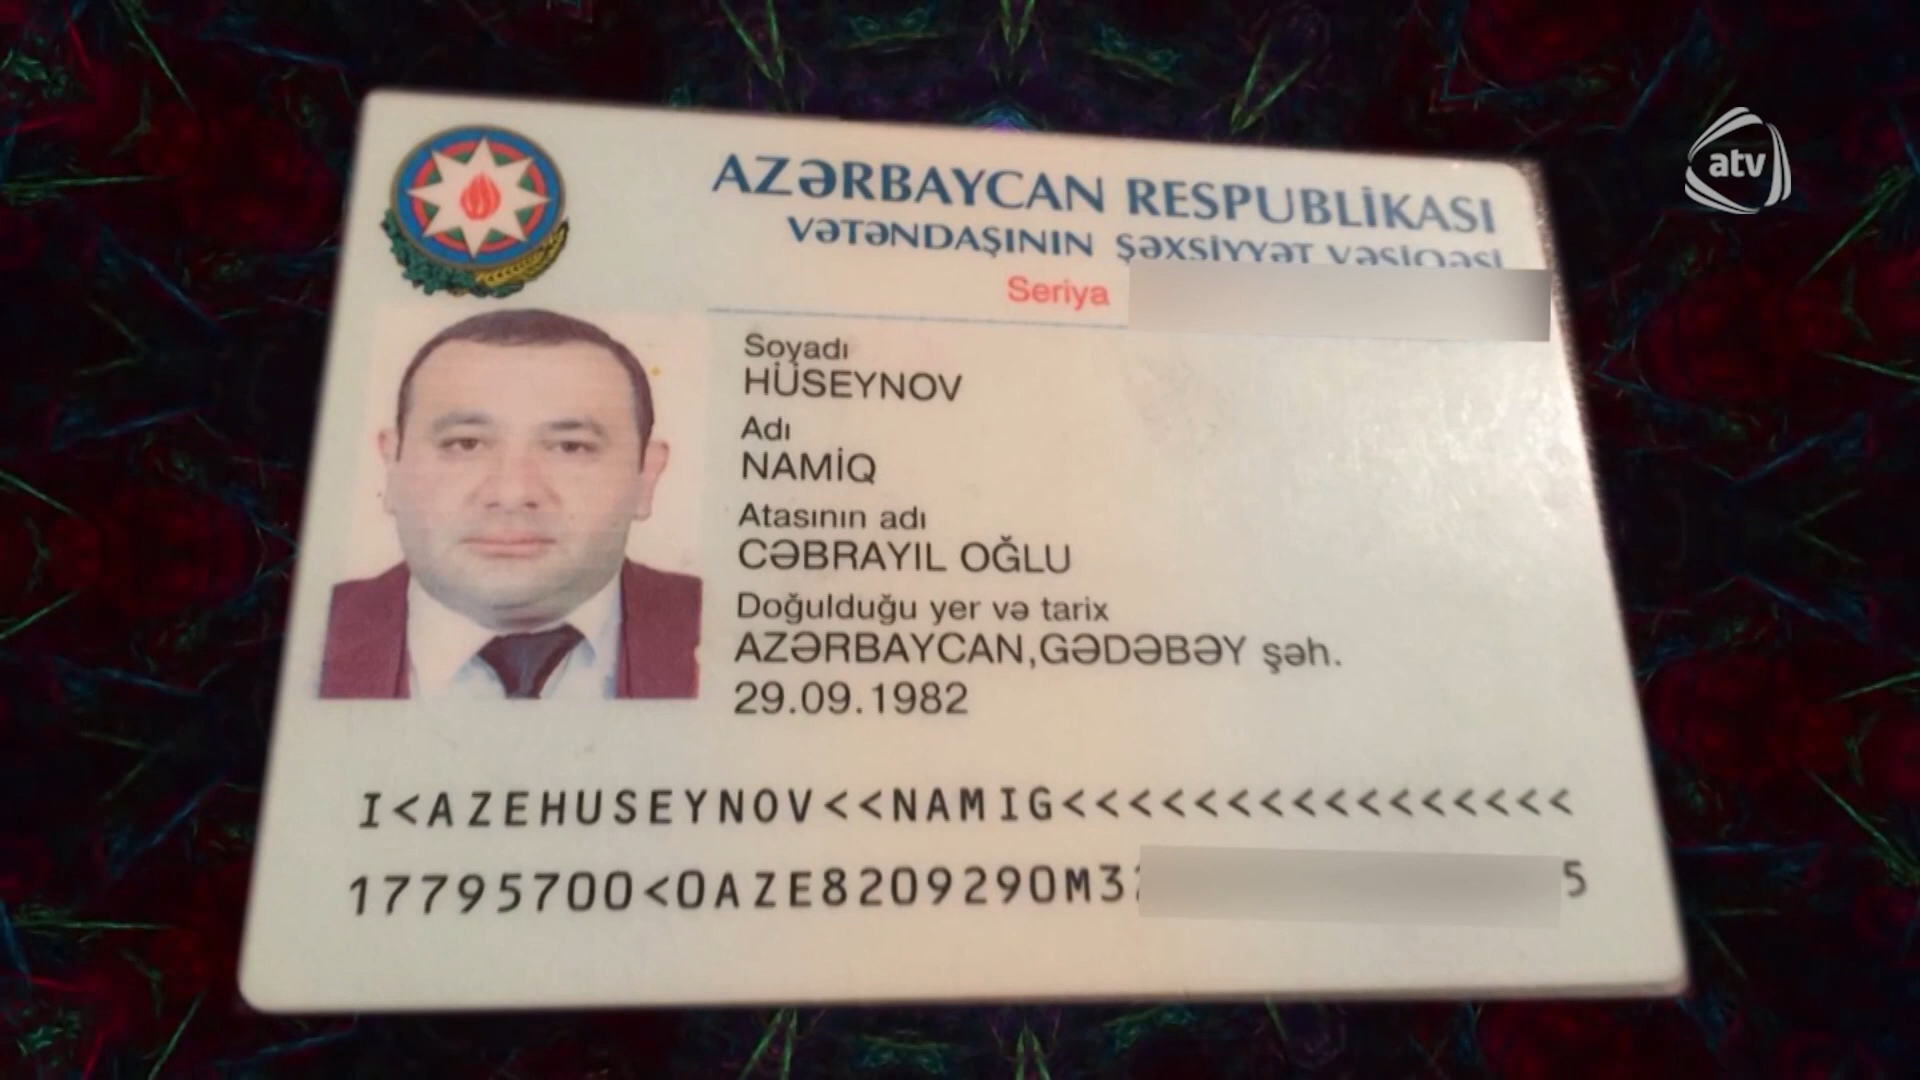 atv
AZƏRBAYCAN RESPUBLİKASI
VƏTƏNDAŞININ ŞƏXSİYYƏT VƏSİQƏSİ
Seriya
Soyadı
HÜSEYNOV
Adı
NAMİQ
Atasının adı
CƏBRAYIL OĞLU
Doğulduğu yer və tarix
AZƏRBAYCAN,GƏDƏBƏY şəh.
29.09.1982
I<AZEHUSEYNOV<<NAMIG<<<<<<<<<<<<<<<<
17795700<0AZE8209290M3 5